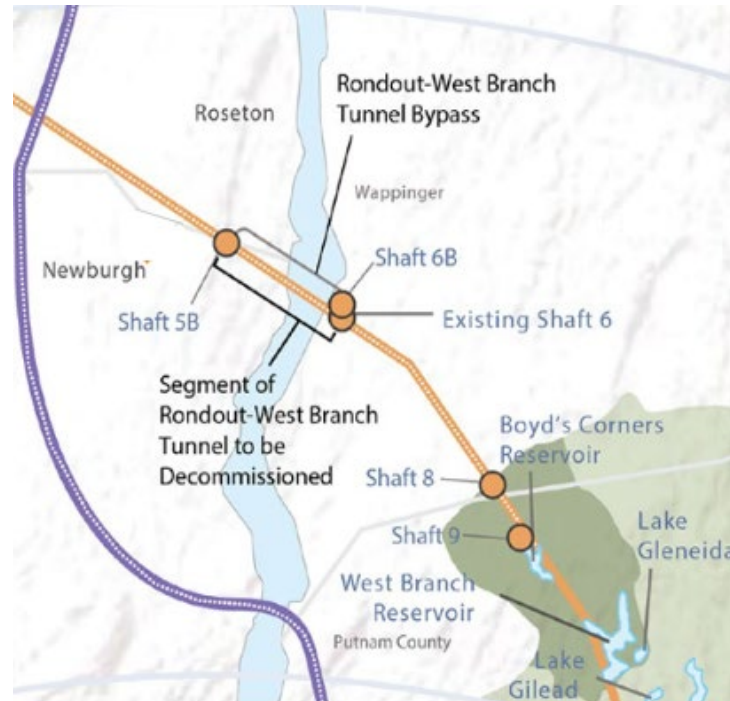 Rondout-West Branch
Tunnel Bypass
Roseton
Wappinger
Shaft 6B
Newburgh
Shaft 5B
Existing Shaft 6
Segment of
Rondout-West Branch
Tunnel to be
Decommissioned
Boyd's Corners
Reservoir
Shaft 8
Shaft 9
Lake
Gleneida
West Branch
Reservoir
Putnam County
Lake
Gilead